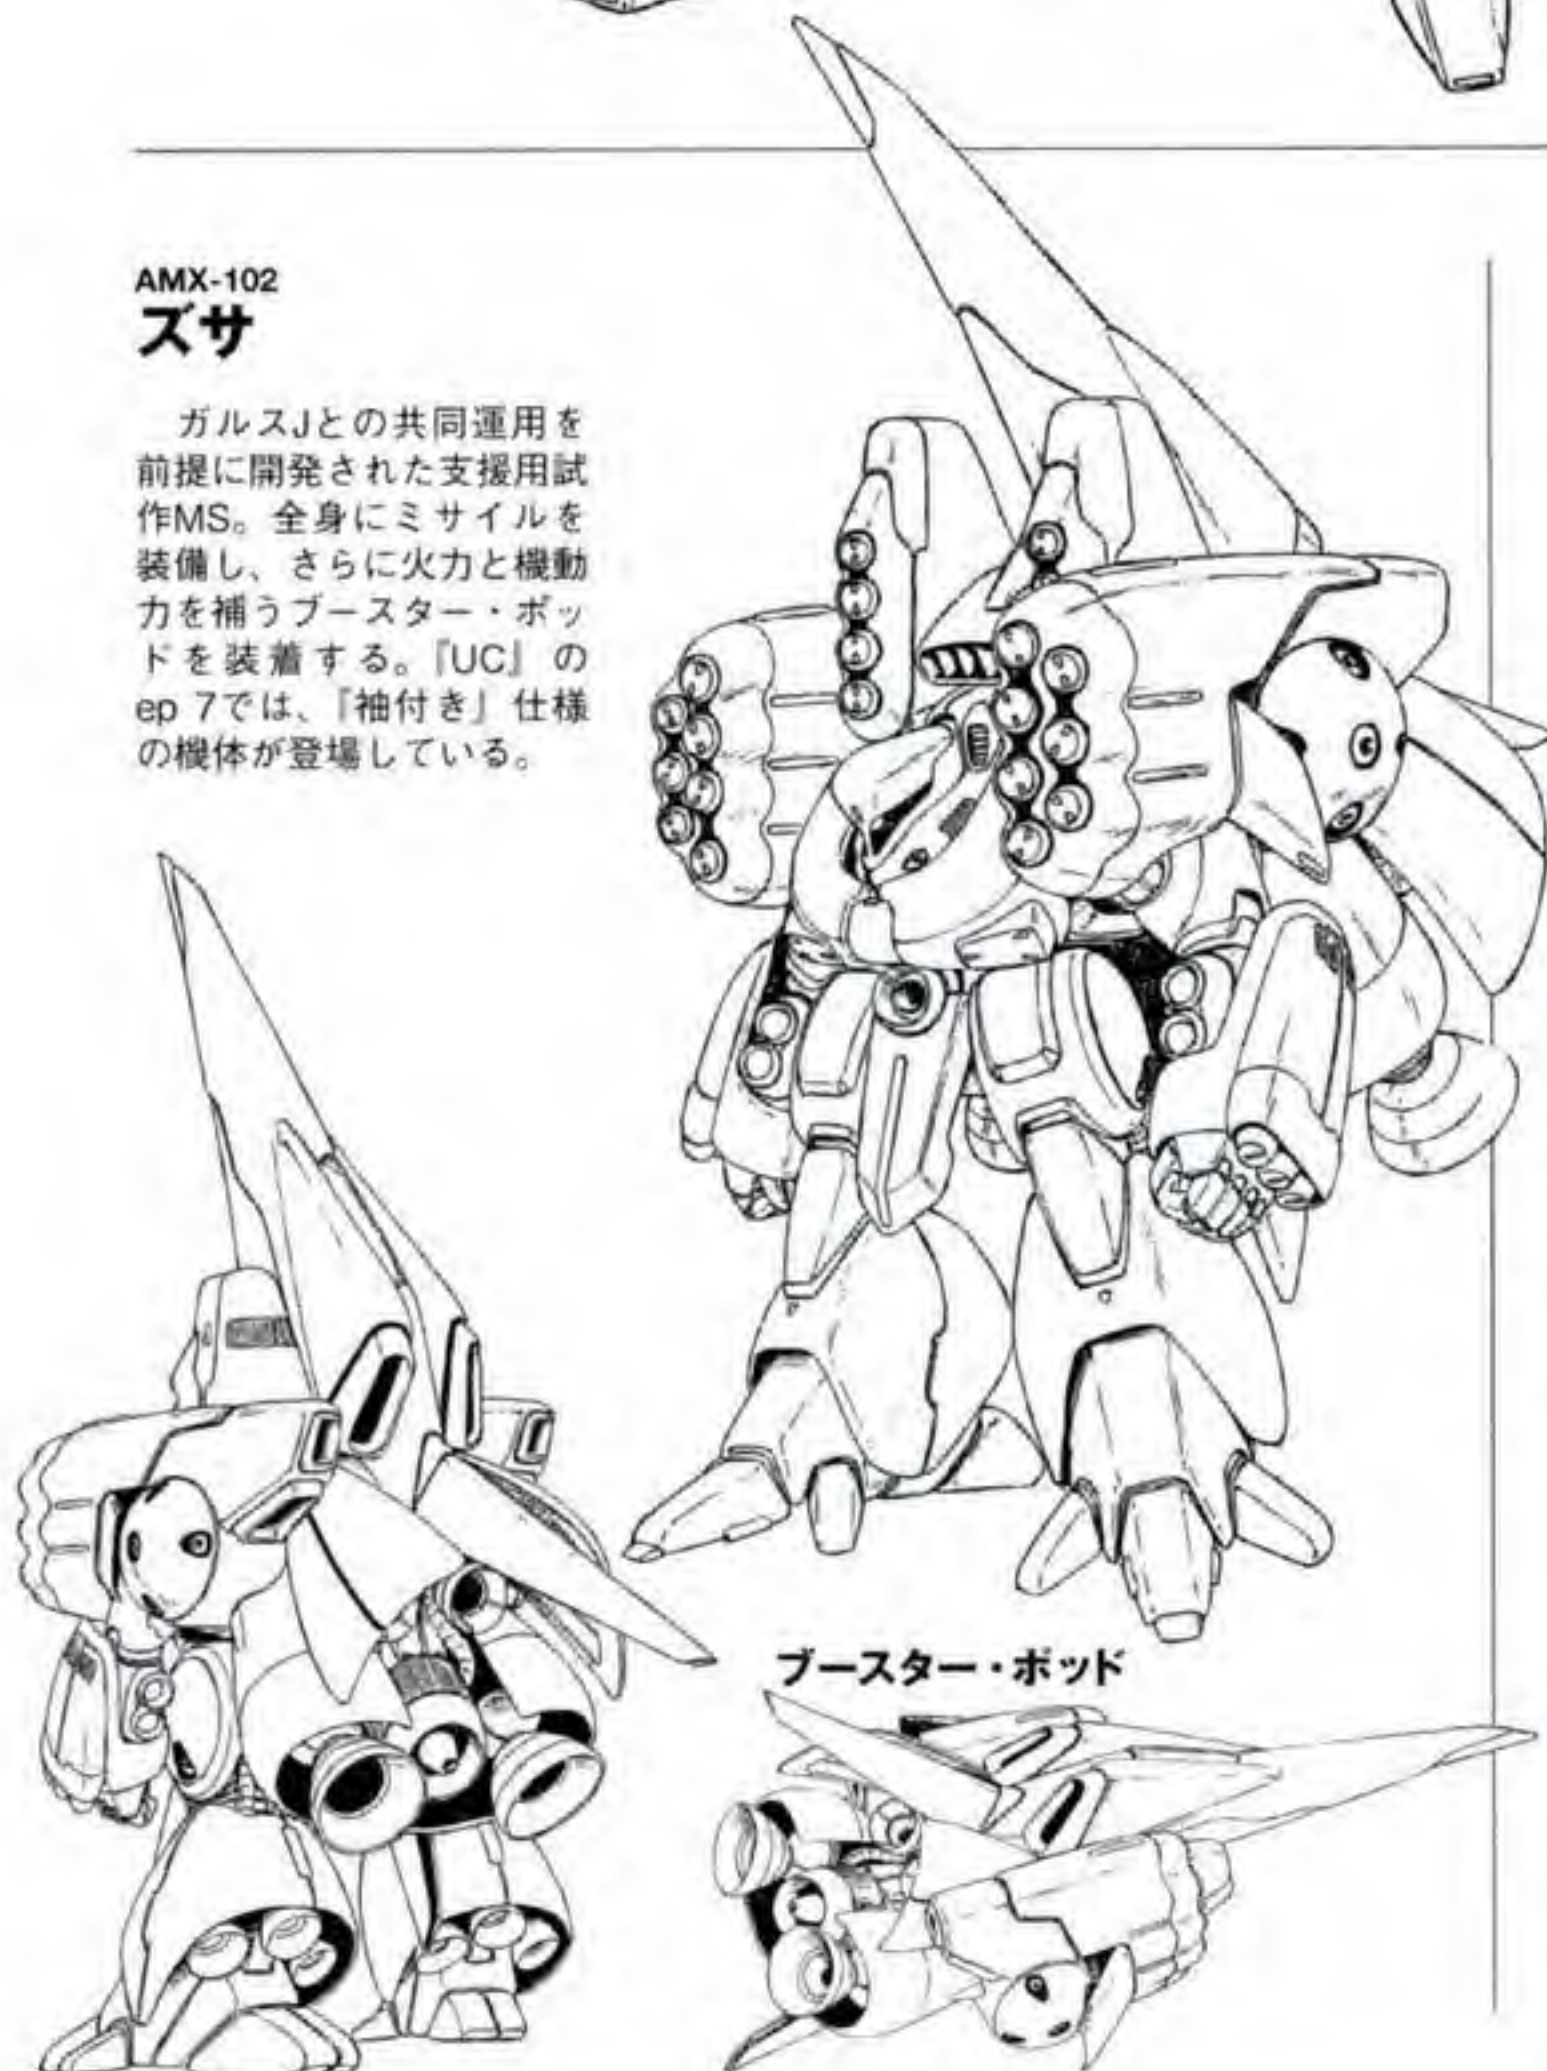 AMX-102
ズサ
ガルスJとの共同運用を
前提に開発された支援用試
作MS。全身にミサイルを
装備し、さらに火力と機動
力を補うブースター・ポッ
ドを装着する。『UC』の
ep 7では、『袖付き』仕様
の機体が登場している。
ブースター・ポッド